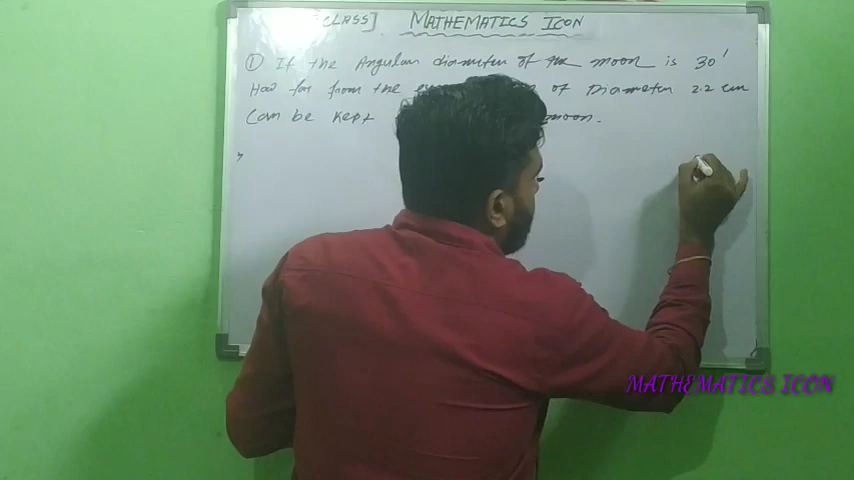 CLASS] MATHEMATICS ICON
① If the Angular diameter of the moon is 30'
How far from the of Diameter 2.2 cm
Can be kept moon.
MATHEMATICS ICON